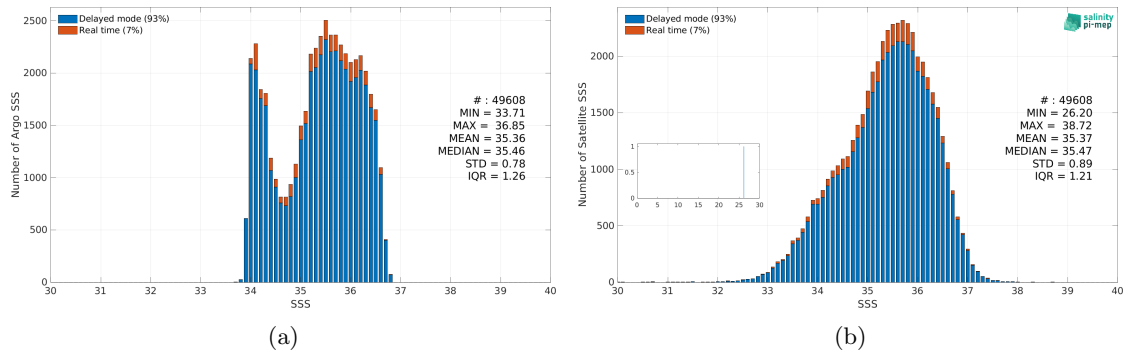 Delayed mode (93%)
Real time (7%)
Number of Argo SSS
2500
2000
1500
1000
500
0
# : 49608
MIN = 33.71
MAX = 36.85
MEAN = 35.36
MEDIAN = 35.46
STD = 0.78
IQR = 1.26
30 31 32 33 34 35 36 37 38 39 40
SSS
(a)
Delayed mode (93%)
Real time (7%)
salinity
pi-mep
Number of Satellite SSS
2000
1500
1000
500
0
# : 49608
MIN = 26.20
MAX = 38.72
MEAN = 35.37
MEDIAN = 35.47
STD = 0.89
IQR = 1.21
1
0.5
0
0 5 10 15 20 25 30
30 31 32 33 34 35 36 37 38 39 40
SSS
(b)